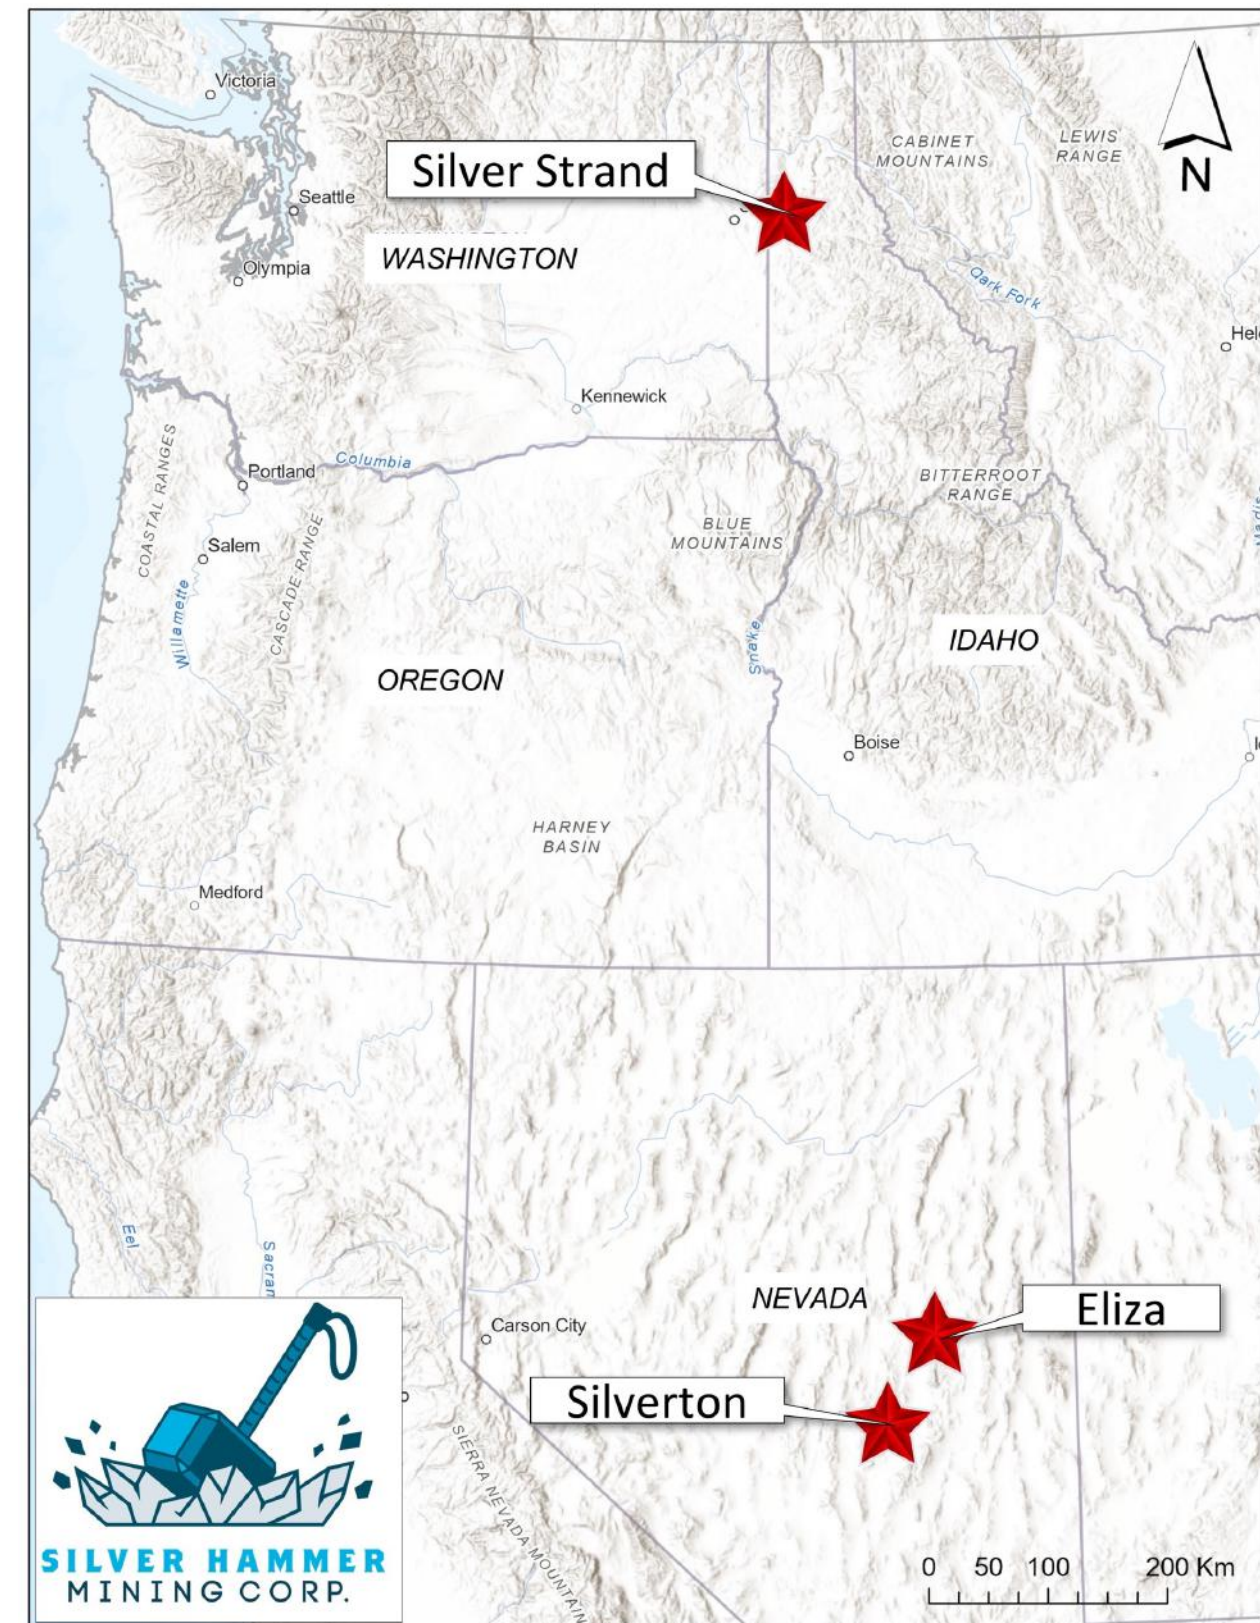 Victoria
CABINET
MOUNTAINS
LEWIS
RANGE
N
Silver Strand
Seattle
WASHINGTON
Olympia
Clark Fork
Kennewick
Columbia
Portland
COASTAL RANGES
CASCADE RANGE
Salem
Willamette
BLUE
MOUNTAINS
BITTERROOT
RANGE
Snake
IDAHO
OREGON
Boise
HARNEY
BASIN
Medford
Eel
NEVADA
Eliza
Carson City
Silverton
SIERRA NEVADA MOUNTAIN
SILVER HAMMER
MINING CORP.
0 50 100 200 Km